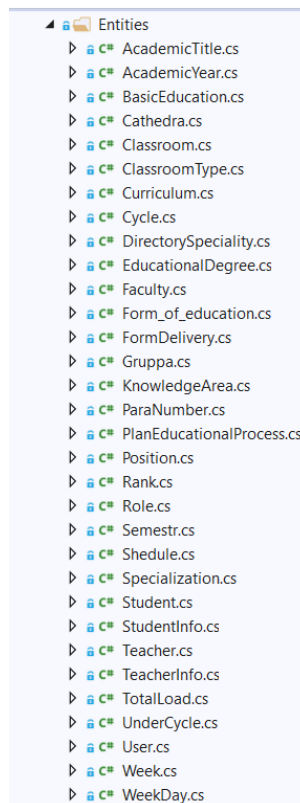 Entities
C# AcademicTitle.cs
C# AcademicYear.cs
C# BasicEducation.cs
C# Cathedra.cs
C# Classroom.cs
C# ClassroomType.cs
C# Curriculum.cs
C# Cycle.cs
C# DirectorySpeciality.cs
C# EducationalDegree.cs
C# Faculty.cs
C# Form_of_education.cs
C# FormDelivery.cs
C# Gruppa.cs
C# KnowledgeArea.cs
C# ParaNumber.cs
C# PlanEducationalProcess.cs
C# Position.cs
C# Rank.cs
C# Role.cs
C# Semestr.cs
C# Shedule.cs
C# Specialization.cs
C# Student.cs
C# StudentInfo.cs
C# Teacher.cs
C# TeacherInfo.cs
C# TotalLoad.cs
C# UnderCycle.cs
C# User.cs
C# Week.cs
C# WeekDay.cs